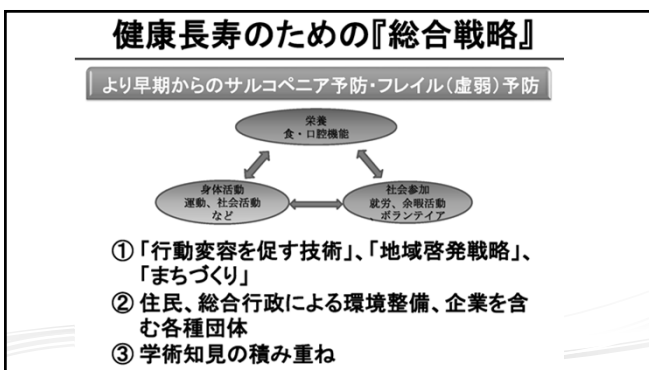 健康長寿のための『総合戦略』
より早期からのサルコペニア予防・フレイル(虚弱)予防
栄養
食・口腔機能
身体活動
運動、社会活動
など
社会参加
就労、余暇活動
、ボランテイア
①「行動変容を促す技術」、「地域啓発戦略」、
「まちづくり」
② 住民、総合行政による環境整備、企業を含
む各種団体
③ 学術知見の積み重ね